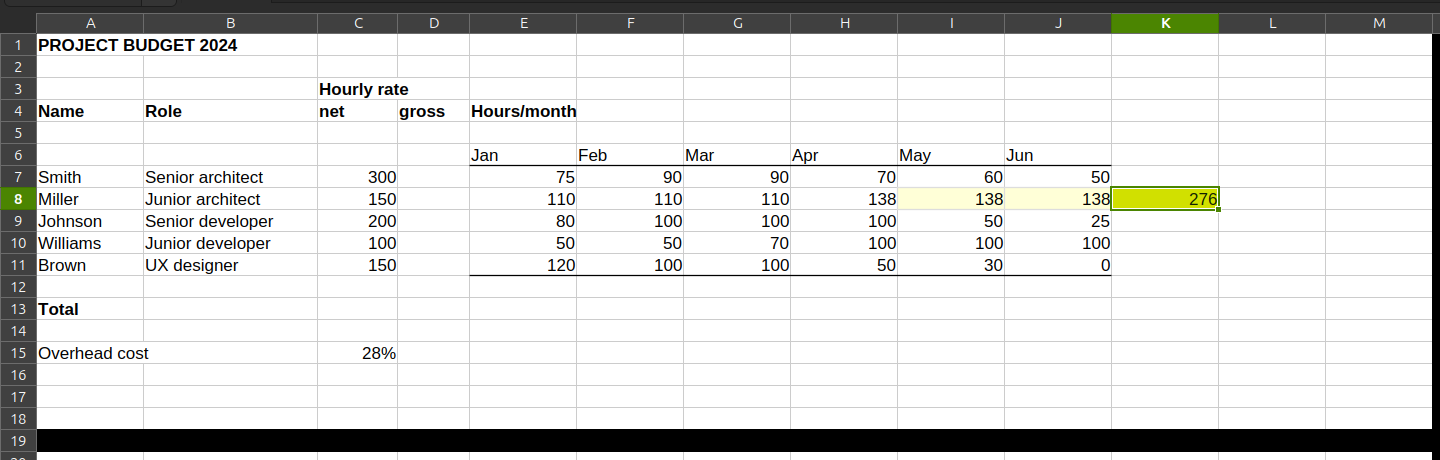 A B C D E F G H I J K L M
1 PROJECT BUDGET 2024
2
3 Hourly rate
4 Name Role net gross Hours/month
5
6 Jan Feb Mar Apr May Jun
7 Smith Senior architect 300 75 90 90 70 60 50
8 Miller Junior architect 150 110 110 110 138 138 138 276
9 Johnson Senior developer 200 80 100 100 100 50 25
10 Williams Junior developer 100 50 50 70 100 100 100
11 Brown UX designer 150 120 100 100 50 30 0
12
13 Total
14
15 Overhead cost 28%
16
17
18
19